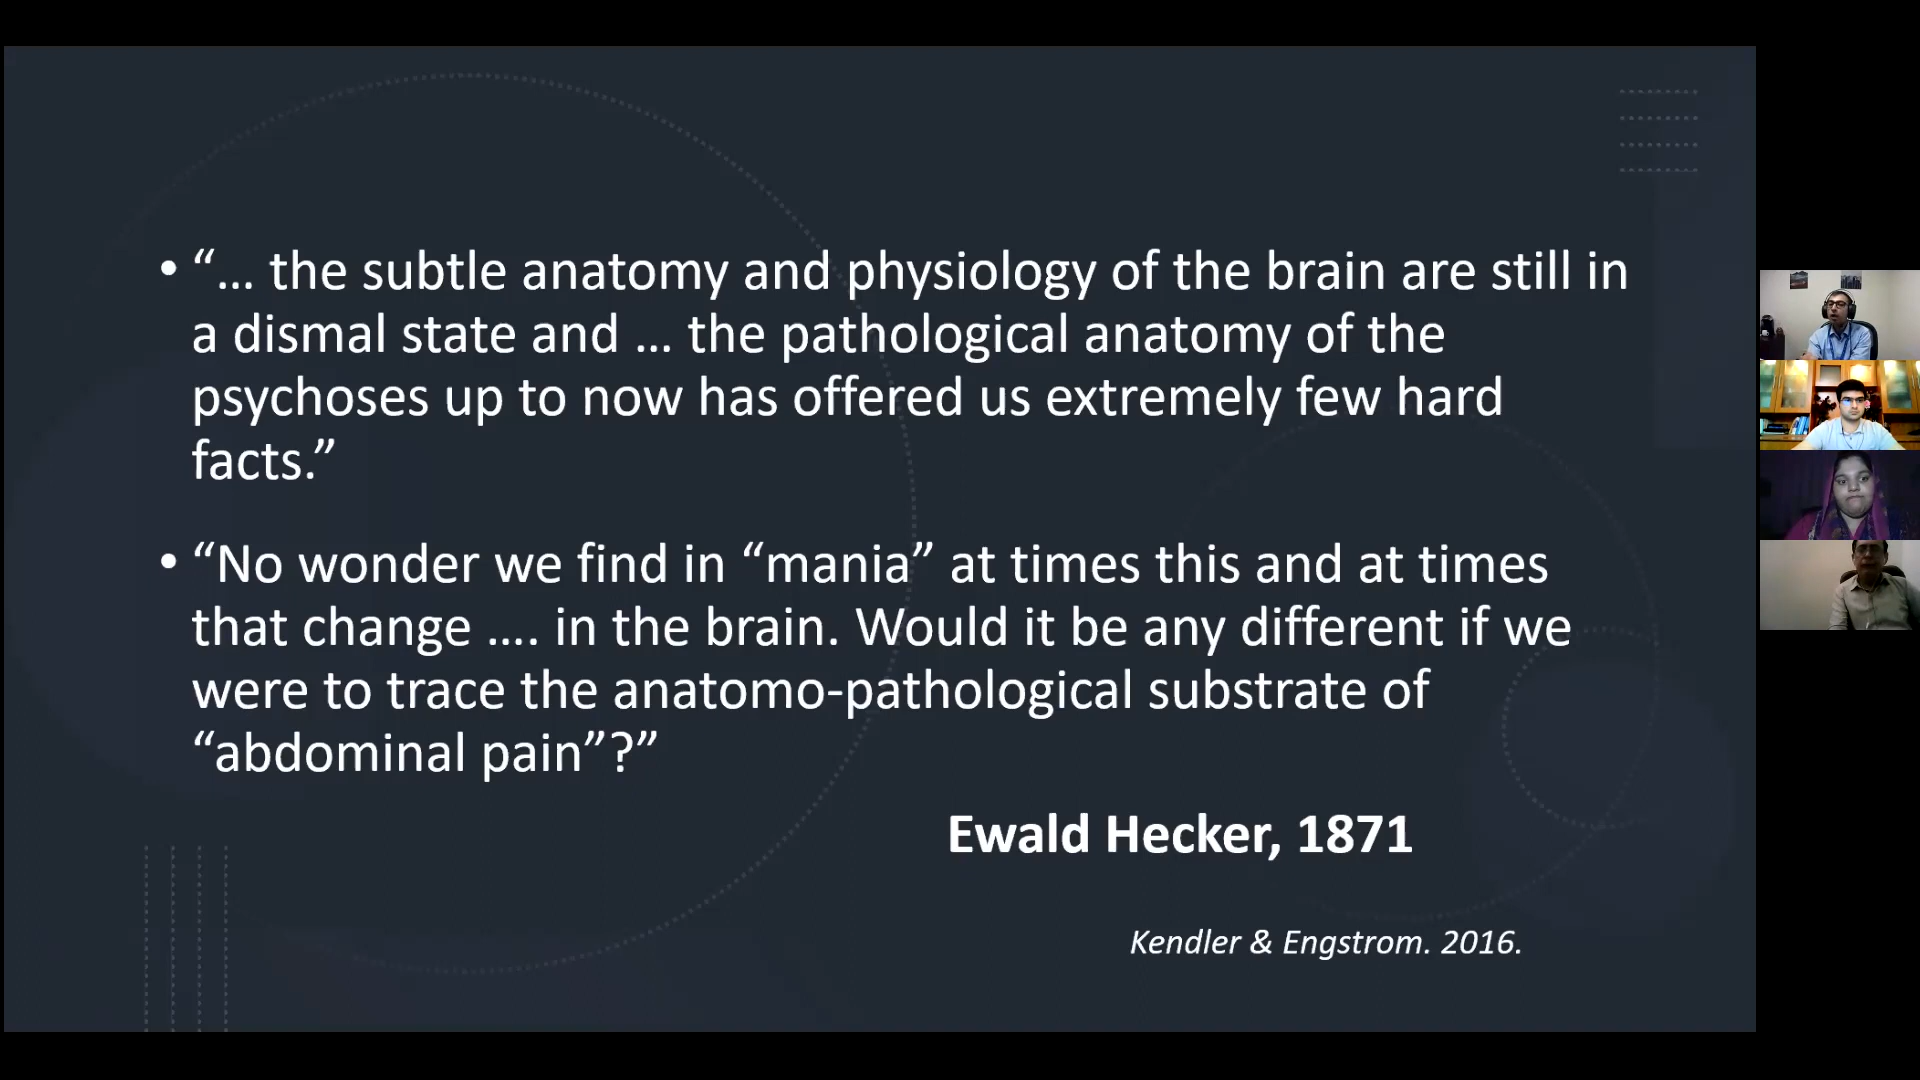 • “... the subtle anatomy and physiology of the brain are still in
a dismal state and ... the pathological anatomy of the
psychoses up to now has offered us extremely few hard
facts.”
• “No wonder we find in “mania” at times this and at times
that change .... in the brain. Would it be any different if we
were to trace the anatomo-pathological substrate of
“abdominal pain”?”
Ewald Hecker, 1871
Kendler & Engstrom. 2016.